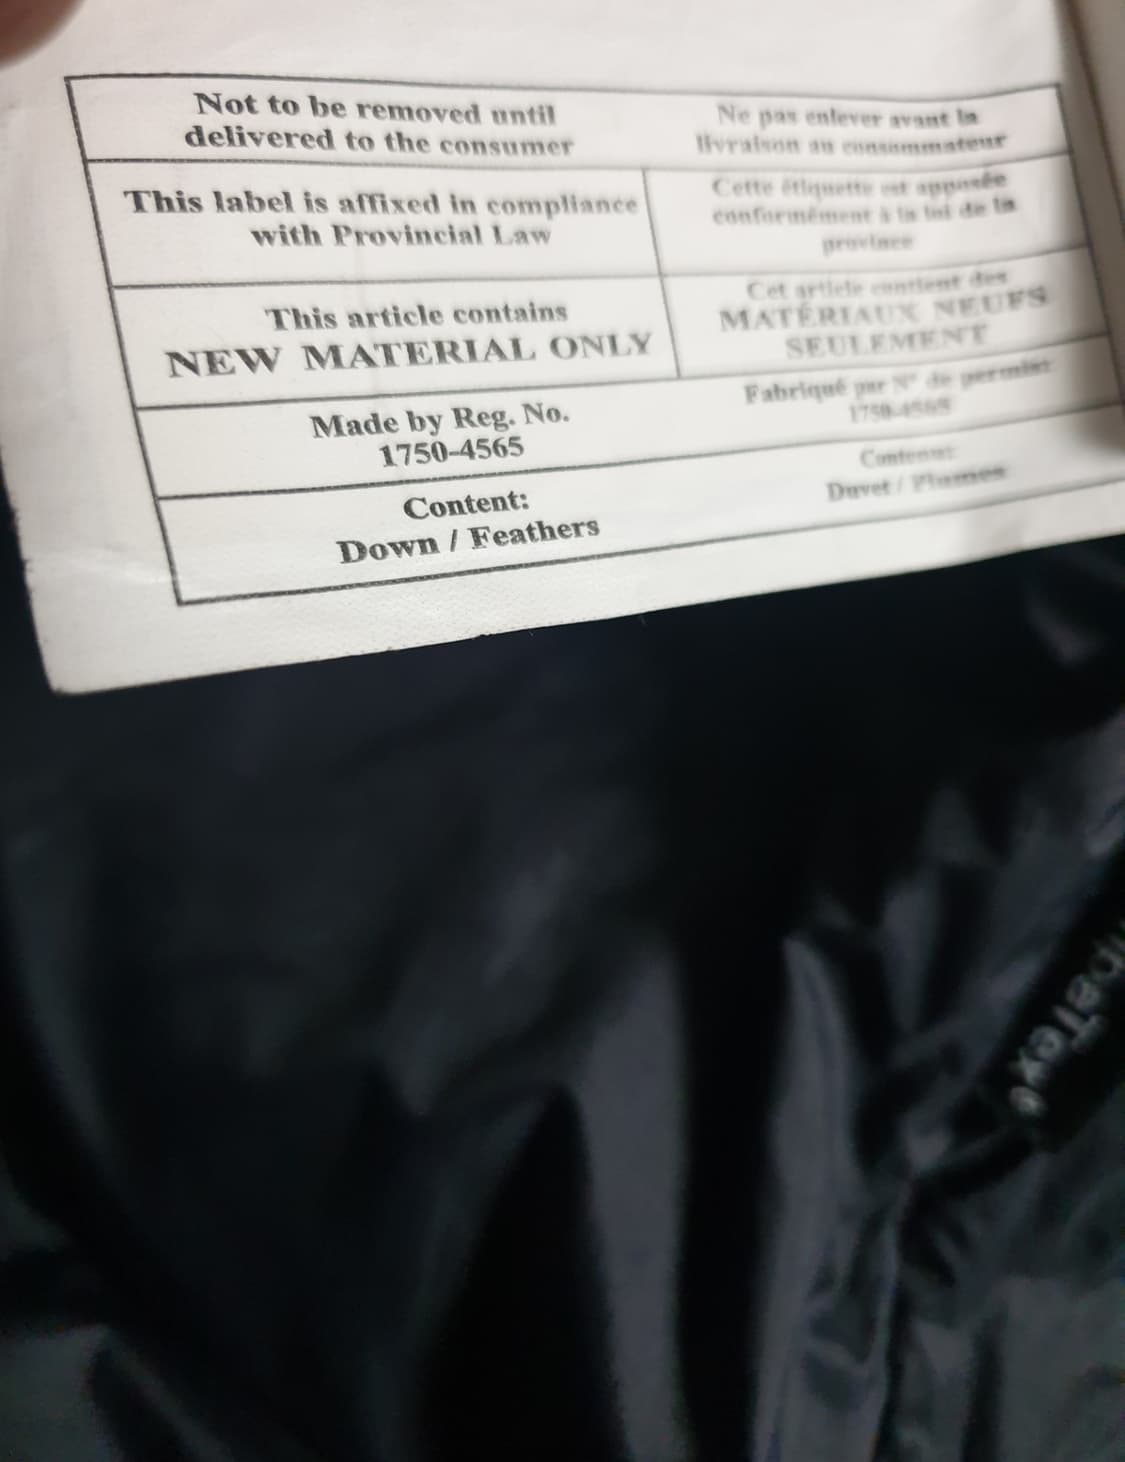 Not to be removed until
delivered to the consumer
Ne pas enlever avant la
livraison au consommateur
This label is affixed in compliance
with Provincial Law
Cette étiquette est apposée
conformément à la loi de la
province
This article contains
NEW MATERIAL ONLY
Cet article contient des
MATÉRIAUX NEUFS
SEULEMENT
Made by Reg. No.
1750-4565
Fabriqué par N° de permis:
1750-4565
Content:
Down / Feathers
Contenu:
Duvet / Plumes